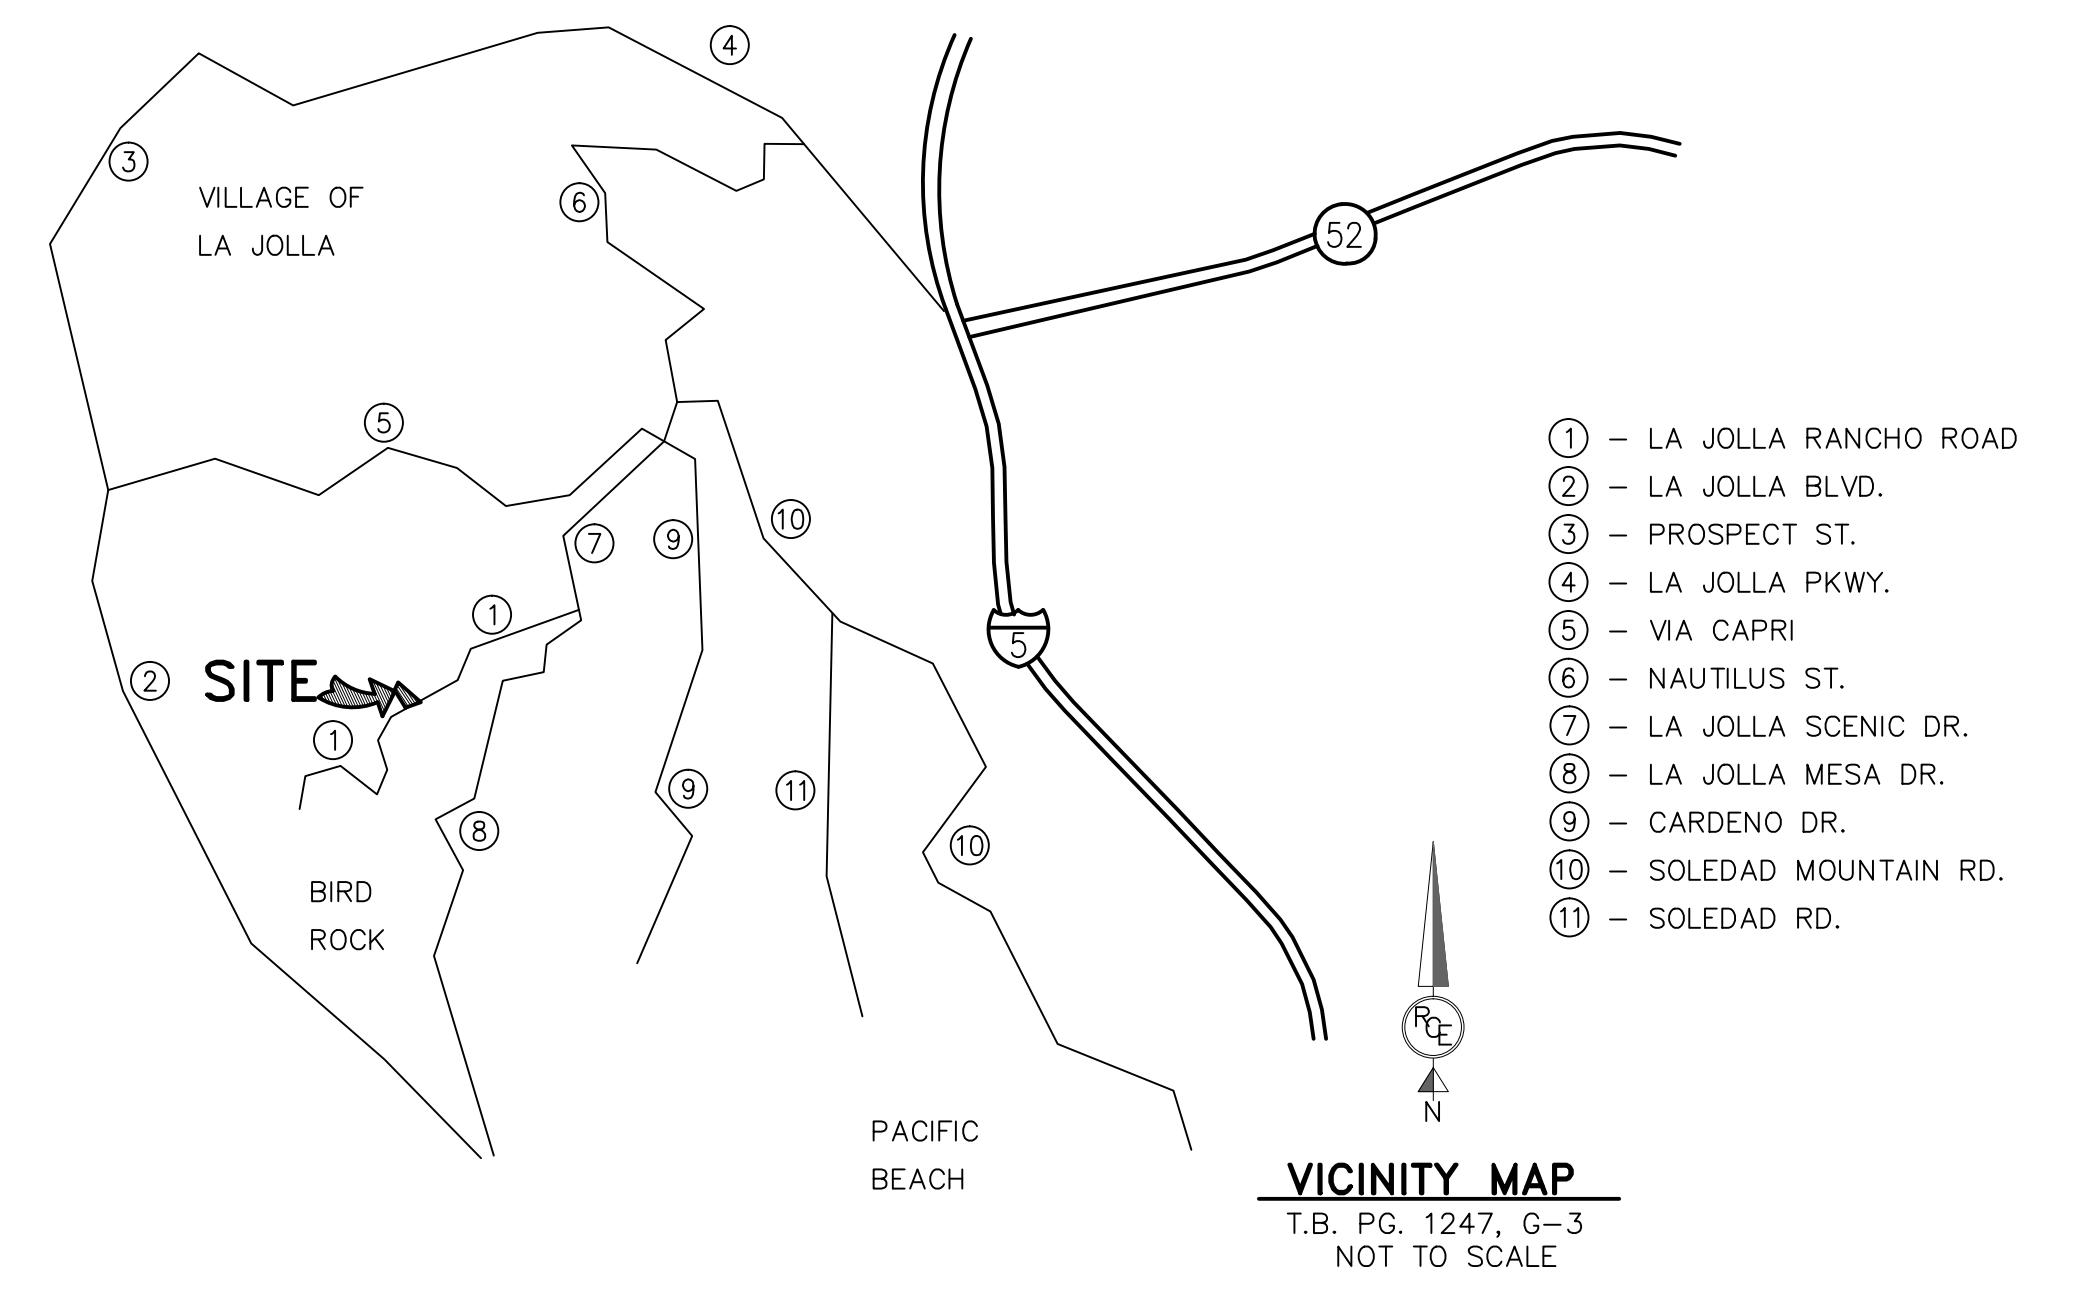 4
3
VILLAGE OF
LA JOLLA
6
52
5
1 – LA JOLLA RANCHO ROAD
2 – LA JOLLA BLVD.
3 – PROSPECT ST.
4 – LA JOLLA PKWY.
5 – VIA CAPRI
6 – NAUTILUS ST.
7 – LA JOLLA SCENIC DR.
8 – LA JOLLA MESA DR.
9 – CARDENO DR.
10 – SOLEDAD MOUNTAIN RD.
11 – SOLEDAD RD.
10
9
7
1
5
2
SITE
1
9
11
8
10
BIRD
ROCK
RCE
N
PACIFIC
BEACH
VICINITY MAP
T.B. PG. 1247, G–3
NOT TO SCALE